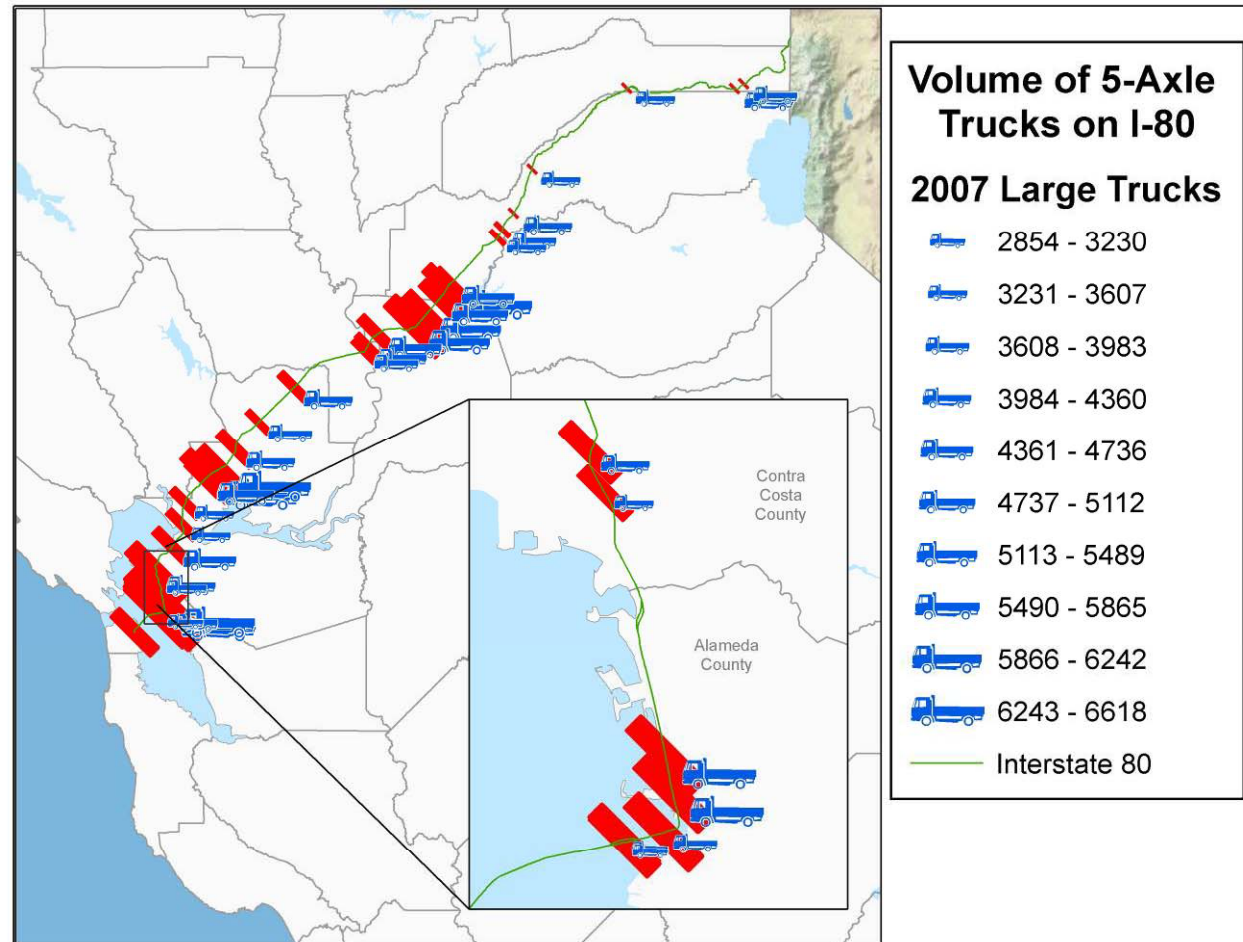 Volume of 5-Axle
Trucks on I-80
2007 Large Trucks
2854 - 3230
3231 - 3607
3608 - 3983
3984 - 4360
4361 - 4736
4737 - 5112
5113 - 5489
5490 - 5865
5866 - 6242
6243 - 6618
Interstate 80
Contra
Costa
County
Alameda
County